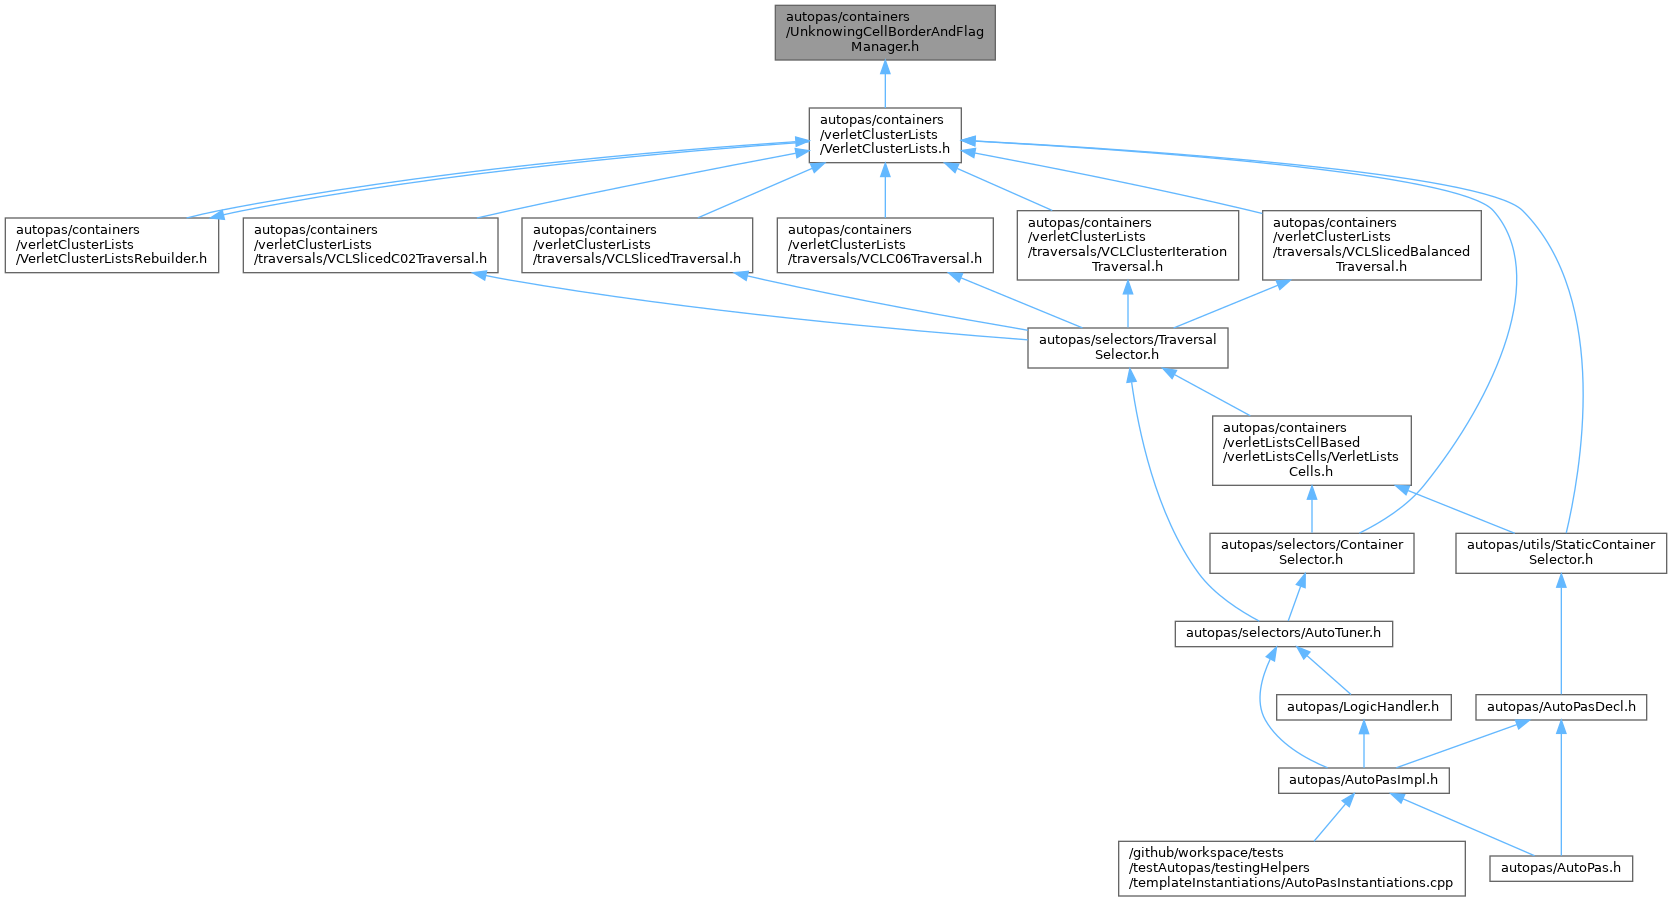 autopas/containers
/UnknowingCellBorderAndFlag
Manager.h
autopas/containers
/verletClusterLists
/VerletClusterLists.h
autopas/containers
/verletClusterLists
/VerletClusterListsRebuilder.h
autopas/containers
/verletClusterLists
/traversals/VCLSlicedC02Traversal.h
autopas/containers
/verletClusterLists
/traversals/VCLSlicedTraversal.h
autopas/containers
/verletClusterLists
/traversals/VCLC06Traversal.h
autopas/containers
/verletClusterLists
/traversals/VCLClusterIteration
Traversal.h
autopas/containers
/verletClusterLists
/traversals/VCLSlicedBalanced
Traversal.h
autopas/selectors/Traversal
Selector.h
autopas/containers
/verletListsCellBased
/verletListsCells/VerletLists
Cells.h
autopas/selectors/Container
Selector.h
autopas/utils/StaticContainer
Selector.h
autopas/selectors/AutoTuner.h
autopas/LogicHandler.h
autopas/AutoPasDecl.h
autopas/AutoPasImpl.h
/github/workspace/tests
/testAutopas/testingHelpers
/templateInstantiations/AutoPasInstantiations.cpp
autopas/AutoPas.h